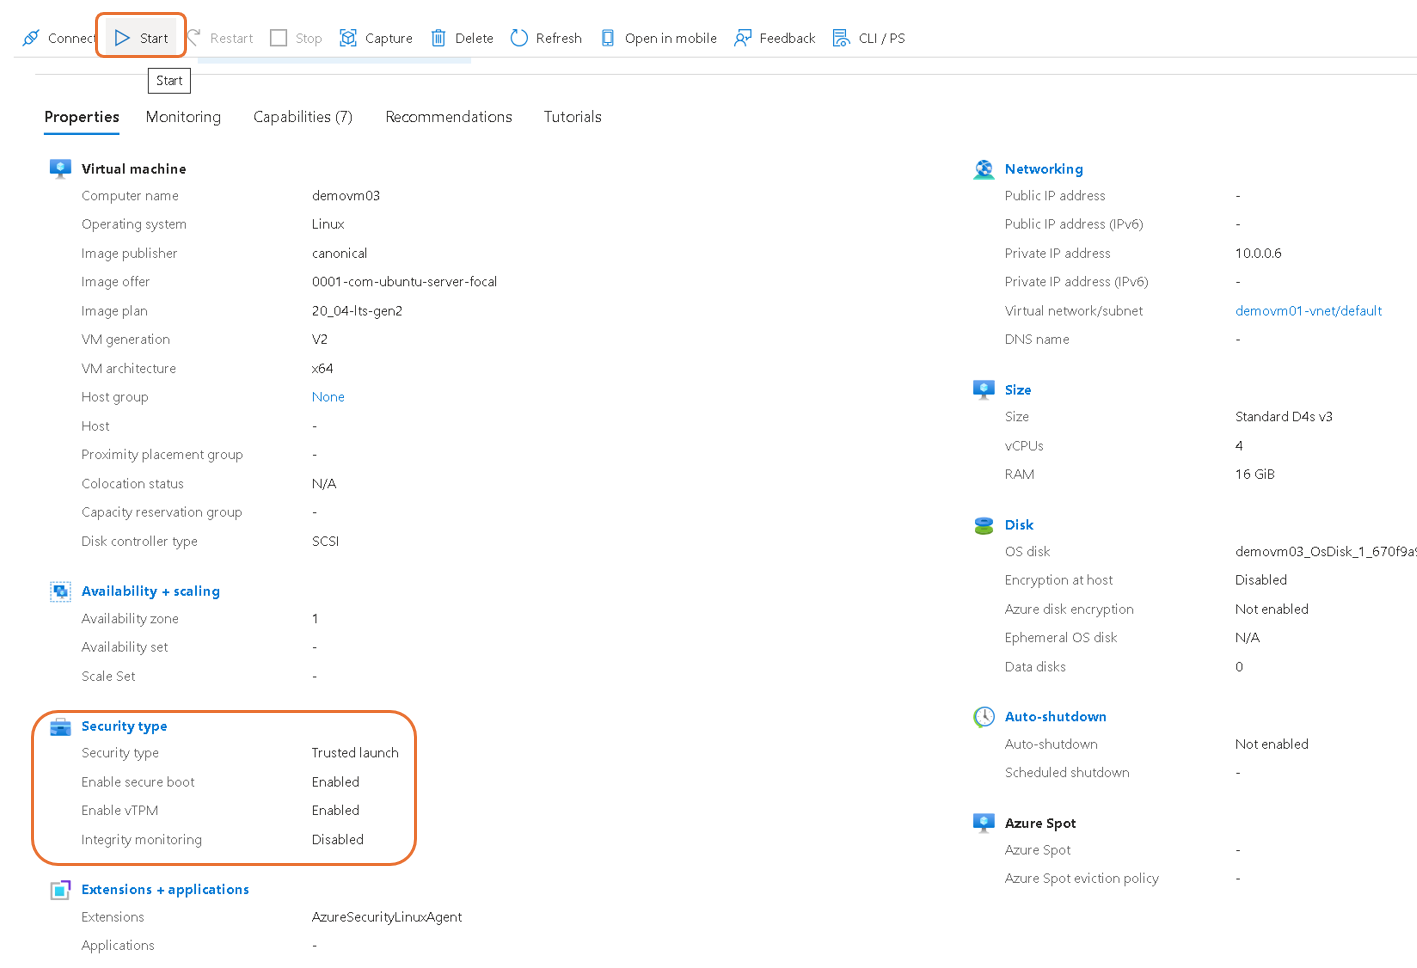 Connect Start Restart Stop Capture Delete Refresh Open in mobile Feedback CLI / PS
Start
Properties Monitoring Capabilities (7) Recommendations Tutorials
Virtual machine
Computer name demovm03
Operating system Linux
Image publisher canonical
Image offer 0001-com-ubuntu-server-focal
Image plan 20_04-lts-gen2
VM generation V2
VM architecture x64
Host group None
Host -
Proximity placement group -
Colocation status N/A
Capacity reservation group -
Disk controller type SCSI
Availability + scaling
Availability zone 1
Availability set -
Scale Set -
Security type
Security type Trusted launch
Enable secure boot Enabled
Enable vTPM Enabled
Integrity monitoring Disabled
Extensions + applications
Extensions AzureSecurityLinuxAgent
Applications -
Networking
Public IP address -
Public IP address (IPv6) -
Private IP address 10.0.0.6
Private IP address (IPv6) -
Virtual network/subnet demovm01-vnet/default
DNS name -
Size
Size Standard D4s v3
vCPUs 4
RAM 16 GiB
Disk
OS disk demovm03_OsDisk_1_670f9a9
Encryption at host Disabled
Azure disk encryption Not enabled
Ephemeral OS disk N/A
Data disks 0
Auto-shutdown
Auto-shutdown Not enabled
Scheduled shutdown -
Azure Spot
Azure Spot -
Azure Spot eviction policy -